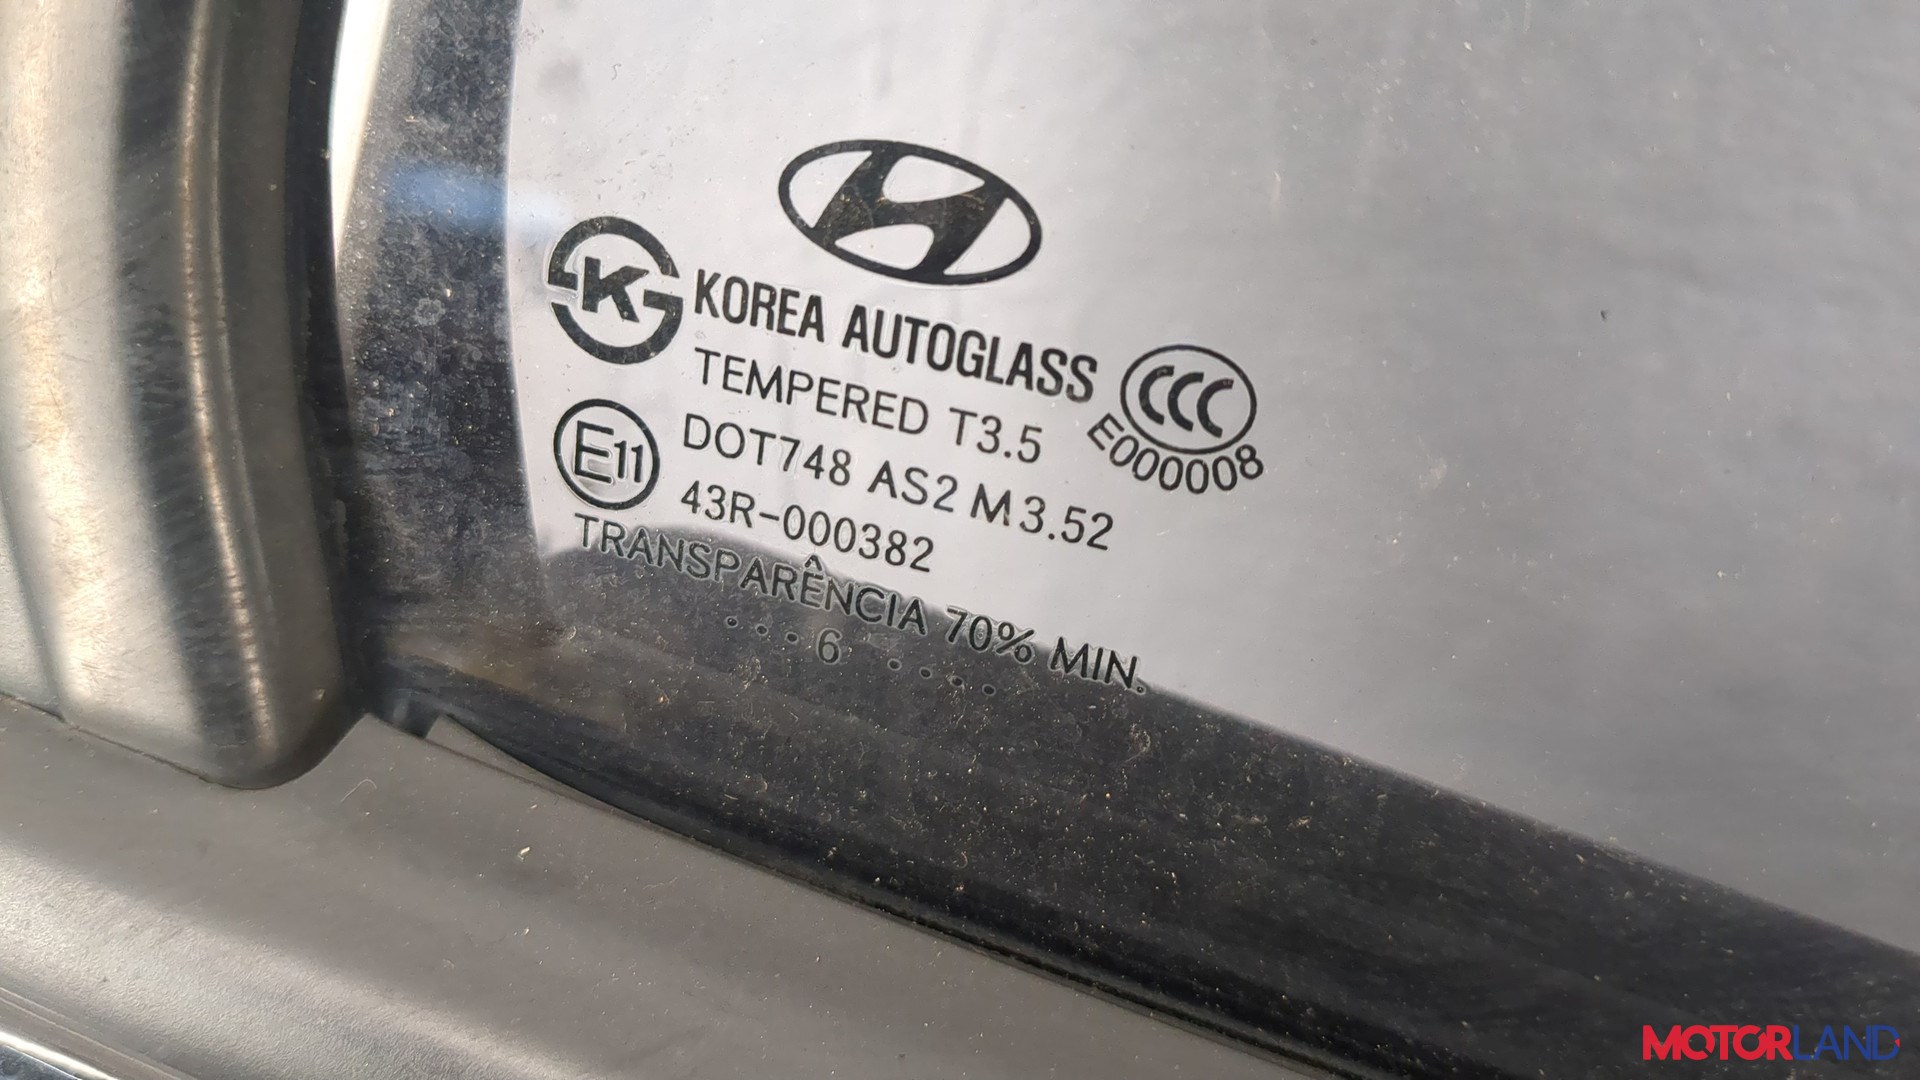 KOREA AUTOGLASS
TEMPERED T3.5
CCC
E000008
K
DOT748 AS2 M3.52
E11
43R-000382
TRANSPARÊNCIA 70% MIN.
...6 ....
MOTORLAND